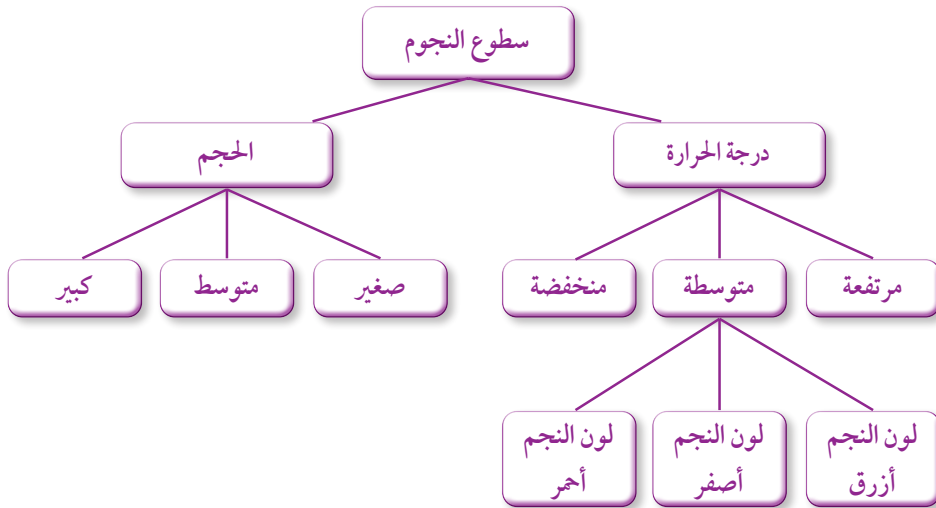 سطوع النجوم
درجة الحرارة
الحجم
مرتفعة
متوسطة
منخفضة
صغير
متوسط
كبير
لون النجم
أزرق
لون النجم
أصفر
لون النجم
أحمر